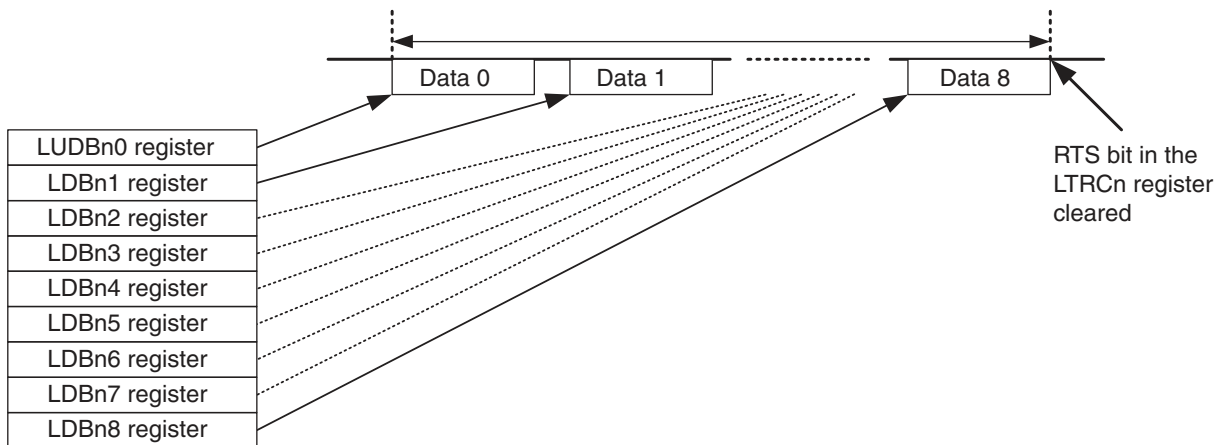 Data 0
Data 1
Data 8
LUDBn0 register
LDBn1 register
LDBn2 register
LDBn3 register
LDBn4 register
LDBn5 register
LDBn6 register
LDBn7 register
LDBn8 register
RTS bit in the
LTRCn register
cleared